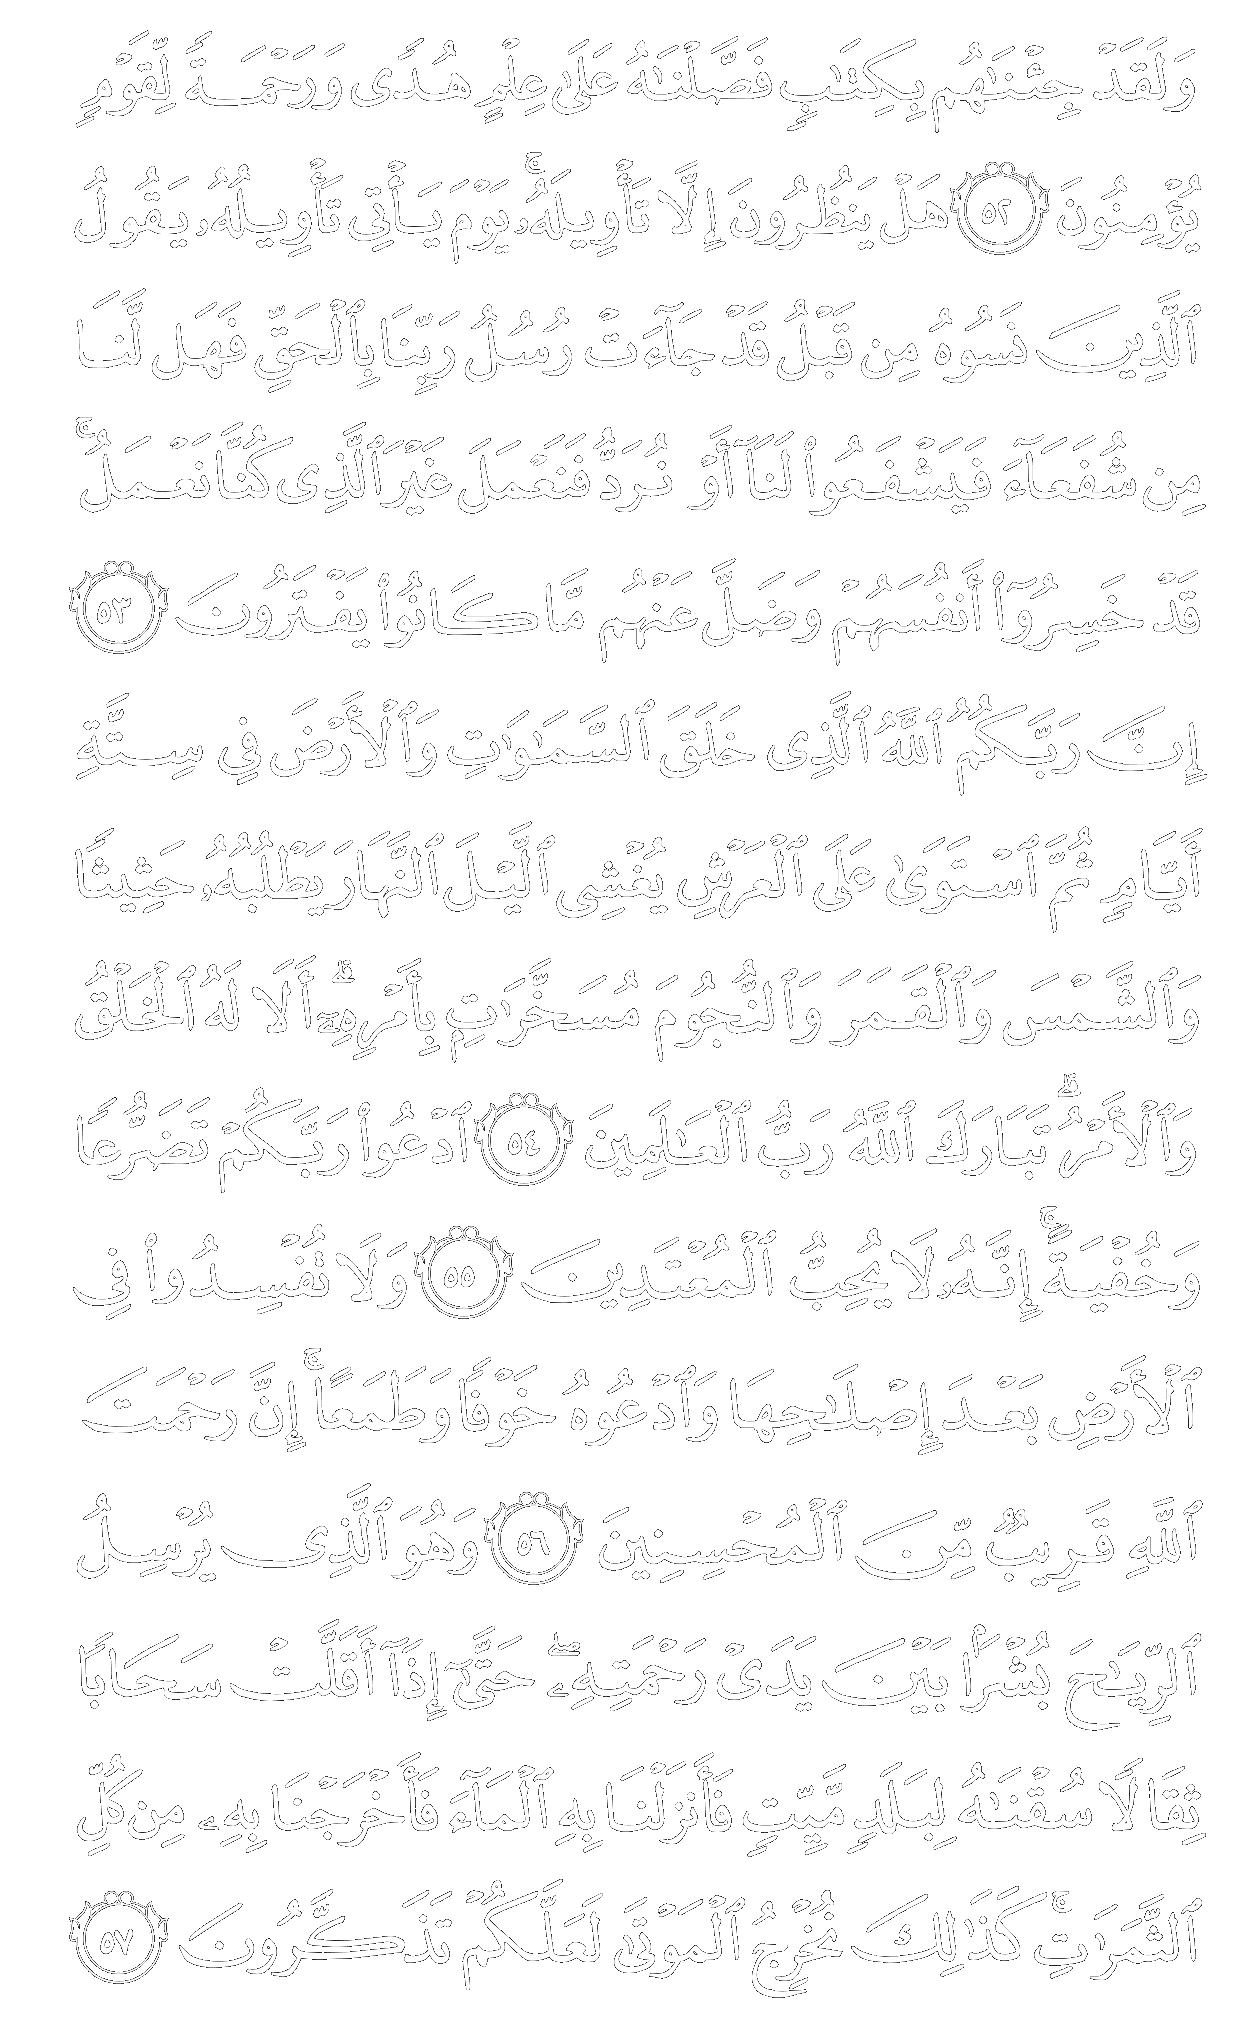 وَلَقَدْ جِئْنَٰهُم بِكِتَٰبٍ فَصَّلْنَٰهُ عَلَىٰ عِلْمٍ هُدًى وَرَحْمَةً لِّقَوْمٍ
يُؤْمِنُونَ ٥٢ هَلْ يَنظُرُونَ إِلَّا تَأْوِيلَهُۥ ۚ يَوْمَ يَأْتِى تَأْوِيلُهُۥ يَقُولُ
ٱلَّذِينَ نَسُوهُ مِن قَبْلُ قَدْ جَآءَتْ رُسُلُ رَبِّنَا بِٱلْحَقِّ فَهَل لَّنَا
مِن شُفَعَآءَ فَيَشْفَعُوا۟ لَنَآ أَوْ نُرَدُّ فَنَعْمَلَ غَيْرَ ٱلَّذِى كُنَّا نَعْمَلُ ۚ
قَدْ خَسِرُوٓا۟ أَنفُسَهُمْ وَضَلَّ عَنْهُم مَّا كَانُوا۟ يَفْتَرُونَ ٥٣
إِنَّ رَبَّكُمُ ٱللَّهُ ٱلَّذِى خَلَقَ ٱلسَّمَٰوَٰتِ وَٱلْأَرْضَ فِى سِتَّةِ
أَيَّامٍ ثُمَّ ٱسْتَوَىٰ عَلَى ٱلْعَرْشِ يُغْشِى ٱلَّيْلَ ٱلنَّهَارَ يَطْلُبُهُۥ حَثِيثًا
وَٱلشَّمْسَ وَٱلْقَمَرَ وَٱلنُّجُومَ مُسَخَّرَٰتٍۭ بِأَمْرِهِۦٓ ۗ أَلَا لَهُ ٱلْخَلْقُ
وَٱلْأَمْرُ ۗ تَبَارَكَ ٱللَّهُ رَبُّ ٱلْعَٰلَمِينَ ٥٤ ٱدْعُوا۟ رَبَّكُمْ تَضَرُّعًا
وَخُفْيَةً ۚ إِنَّهُۥ لَا يُحِبُّ ٱلْمُعْتَدِينَ ٥٥ وَلَا تُفْسِدُوا۟ فِى
ٱلْأَرْضِ بَعْدَ إِصْلَٰحِهَا وَٱدْعُوهُ خَوْفًا وَطَمَعًا ۚ إِنَّ رَحْمَتَ
ٱللَّهِ قَرِيبٌ مِّنَ ٱلْمُحْسِنِينَ ٥٦ وَهُوَ ٱلَّذِى يُرْسِلُ
ٱلرِّيَٰحَ بُشْرًۢا بَيْنَ يَدَىْ رَحْمَتِهِۦ ۖ حَتَّىٰٓ إِذَآ أَقَلَّتْ سَحَابًا
ثِقَالًا سُقْنَٰهُ لِبَلَدٍ مَّيِّتٍ فَأَنزَلْنَا بِهِ ٱلْمَآءَ فَأَخْرَجْنَا بِهِۦ مِن كُلِّ
ٱلثَّمَرَٰتِ ۚ كَذَٰلِكَ نُخْرِجُ ٱلْمَوْتَىٰ لَعَلَّكُمْ تَذَكَّرُونَ ٥٧